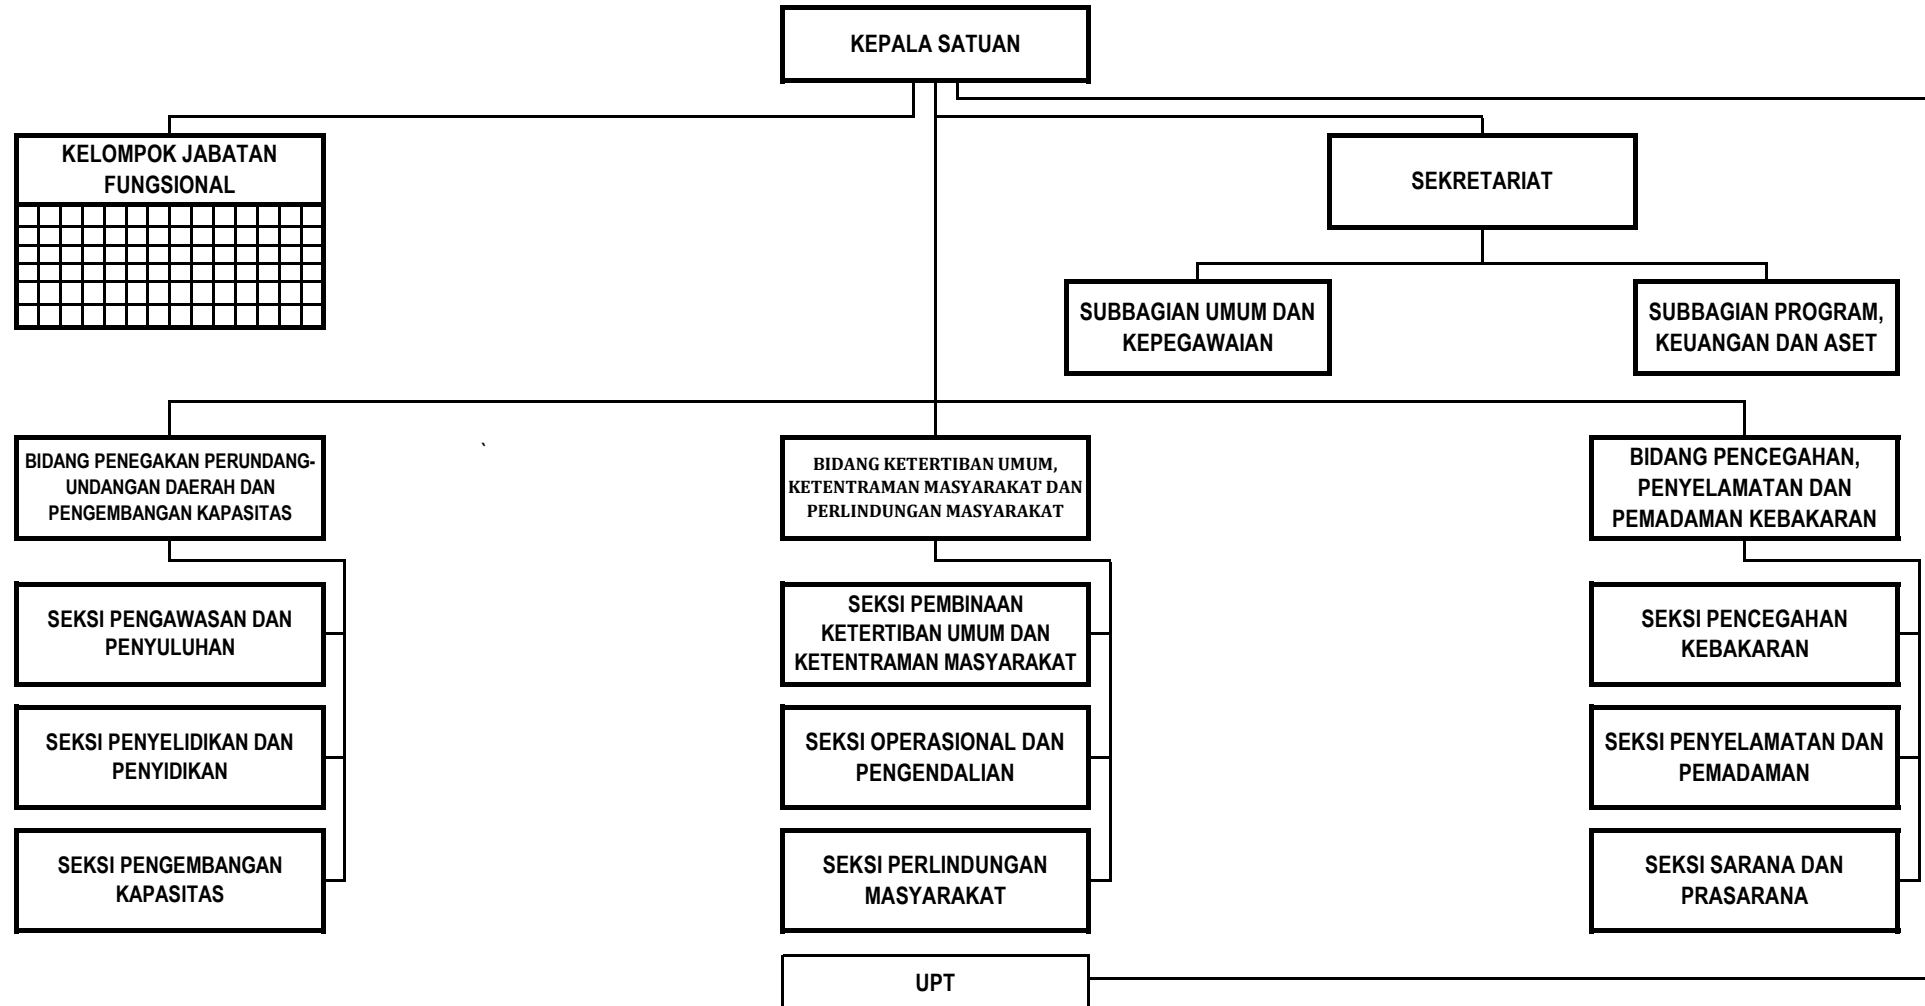 KEPALA SATUAN
KELOMPOK JABATAN
FUNGSIONAL
SEKRETARIAT
SUBBAGIAN UMUM DAN
KEPEGAWAIAN
SUBBAGIAN PROGRAM,
KEUANGAN DAN ASET
BIDANG PENEGAKAN PERUNDANG-
UNDANGAN DAERAH DAN
PENGEMBANGAN KAPASITAS
`
BIDANG KETERTIBAN UMUM,
KETENTRAMAN MASYARAKAT DAN
PERLINDUNGAN MASYARAKAT
BIDANG PENCEGAHAN,
PENYELAMATAN DAN
PEMADAMAN KEBAKARAN
SEKSI PENGAWASAN DAN
PENYULUHAN
SEKSI PEMBINAAN
KETERTIBAN UMUM DAN
KETENTRAMAN MASYARAKAT
SEKSI PENCEGAHAN
KEBAKARAN
SEKSI PENYELIDIKAN DAN
PENYIDIKAN
SEKSI OPERASIONAL DAN
PENGENDALIAN
SEKSI PENYELAMATAN DAN
PEMADAMAN
SEKSI PENGEMBANGAN
KAPASITAS
SEKSI PERLINDUNGAN
MASYARAKAT
SEKSI SARANA DAN
PRASARANA
UPT